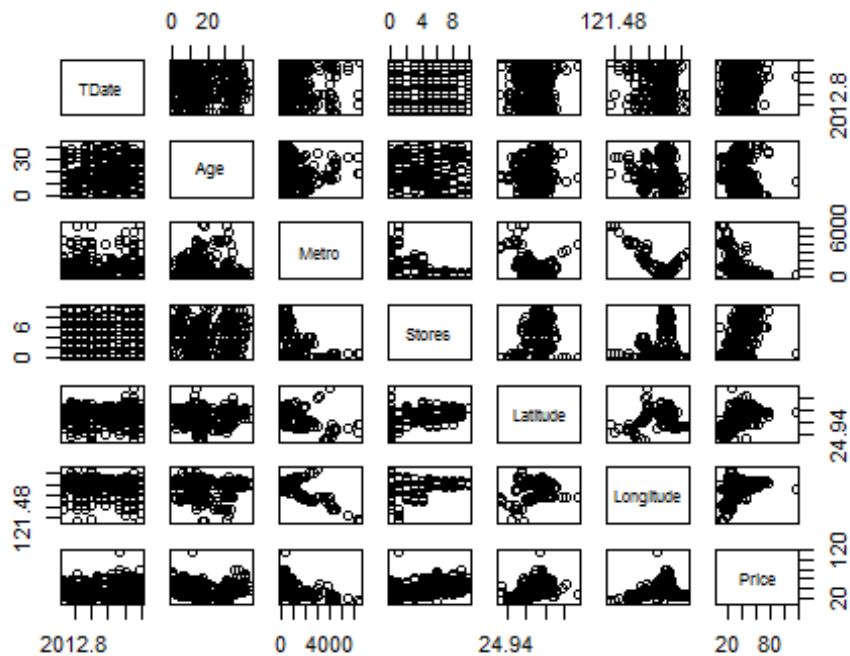 0 20 0 4 8 121.48
TDate
2012.8
30 0 Age
Metro 6000 0
6 0 Stores
Latitude 24.94
121.48 Longitude
Price 120 20
2012.8 0 4000 24.94 20 80